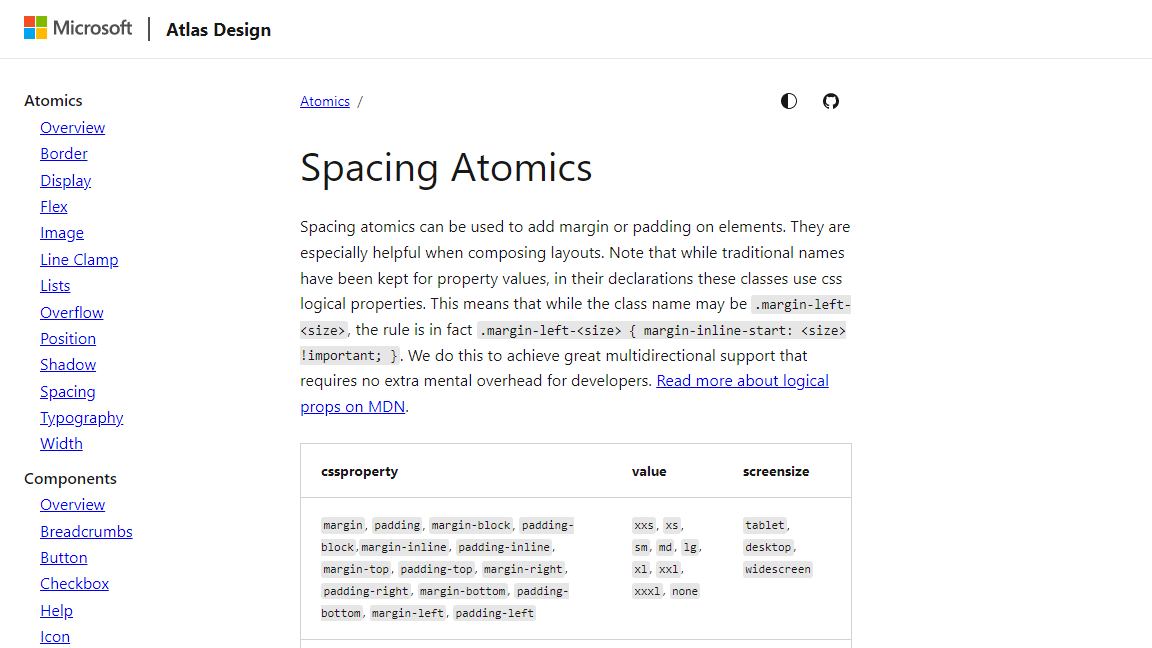 Microsoft
Atlas Design
Atomics
Overview
Border
Display
Flex
Image
Line Clamp
Lists
Overflow
Position
Shadow
Spacing
Typography
Width
Components
Overview
Breadcrumbs
Button
Checkbox
Help
Icon
Atomics /
Spacing Atomics
Spacing atomics can be used to add margin or padding on elements. They are
especially helpful when composing layouts. Note that while traditional names
have been kept for property values, in their declarations these classes use css
logical properties. This means that while the class name may be .margin-left-
<size>, the rule is in fact .margin-left-<size> { margin-inline-start: <size>
!important; }. We do this to achieve great multidirectional support that
requires no extra mental overhead for developers. Read more about logical
props on MDN.
cssproperty value screensize
margin, padding, margin-block, padding-
block,margin-inline, padding-inline,
margin-top, padding-top, margin-right,
padding-right, margin-bottom, padding-
bottom, margin-left, padding-left
xxs, xs,
sm, md, lg,
xl, xxl,
xxxl, none
tablet,
desktop,
widescreen